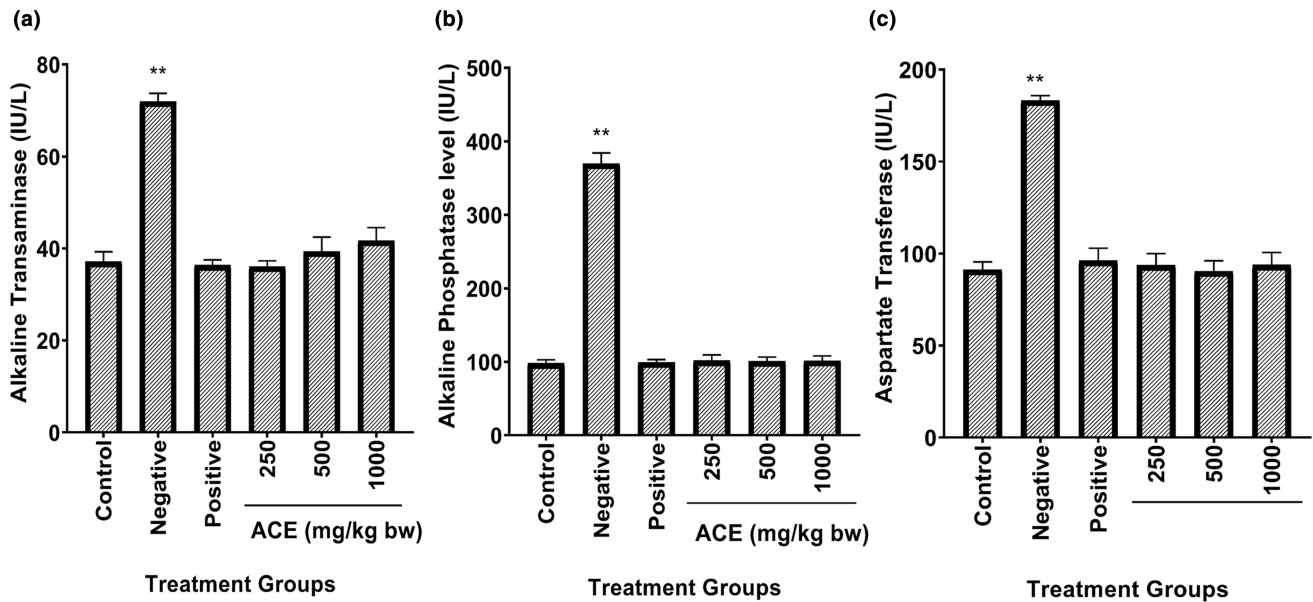 (a)
Alkaline Transaminase (IU/L)
80
60
40
20
0
**
Control
Negative
Positive
250
500
1000
ACE (mg/kg bw)
Treatment Groups
(b)
Alkaline Phosphatase level (IU/L)
500
400
300
200
100
0
**
Control
Negative
Positive
250
500
1000
ACE (mg/kg bw)
Treatment Groups
(c)
Aspartate Transferase (IU/L)
200
150
100
50
0
**
Control
Negative
Positive
250
500
1000
Treatment Groups